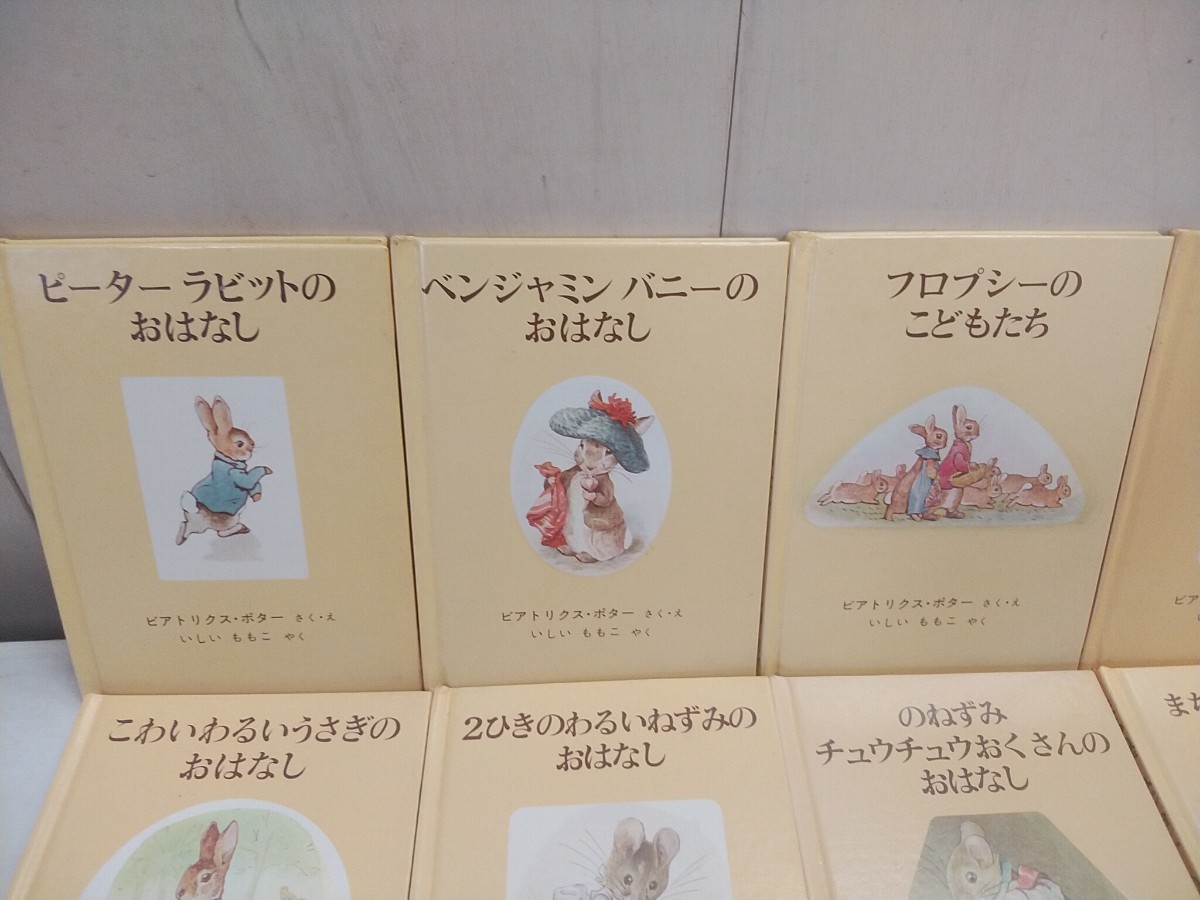 ピーター ラビットの
おはなし
ビアトリクス・ポター さく・え
いしい ももこ やく
ベンジャミン バニーの
おはなし
ビアトリクス・ポター さく・え
いしい ももこ やく
フロプシーの
こどもたち
ビアトリクス・ポター さく・え
いしい ももこ やく
こわいわるいうさぎの
おはなし
2ひきのわるいねずみの
おはなし
のねずみ
チュウチュウおくさんの
おはなし